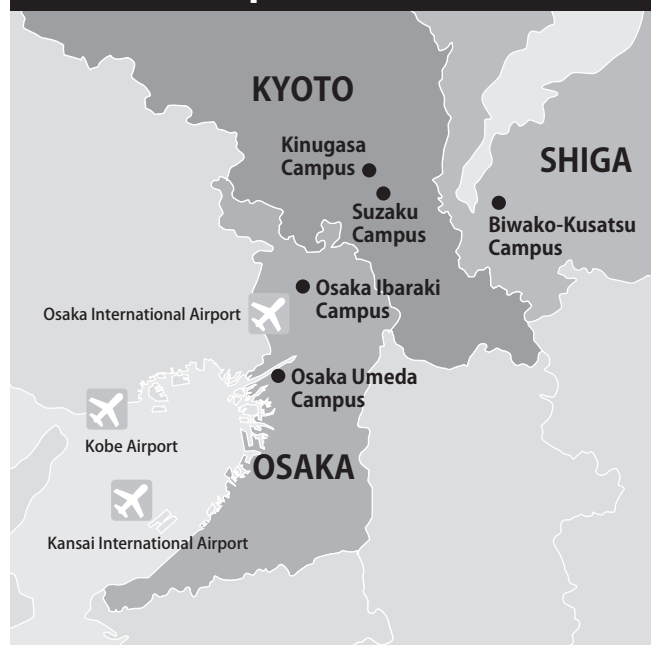 KYOTO
Kinugasa
Campus
SHIGA
Suzaku
Campus
Biwako-Kusatsu
Campus
Osaka Ibaraki
Campus
Osaka International Airport
Osaka Umeda
Campus
Kobe Airport
OSAKA
Kansai International Airport